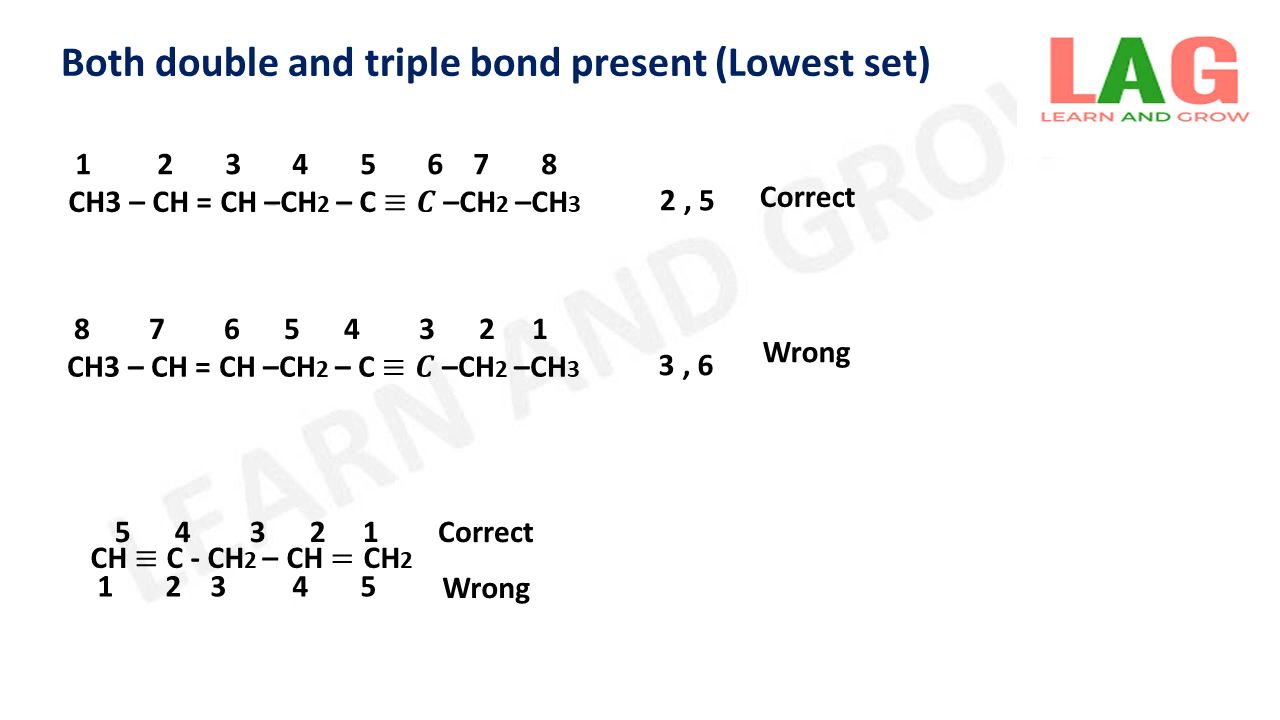 Both double and triple bond present (Lowest set)
LAG
LEARN AND GROW
1 2 3 4 5 6 7 8
CH3 – CH = CH –CH2 – C ≡ C –CH2 –CH3 2 , 5 Correct
8 7 6 5 4 3 2 1
CH3 – CH = CH –CH2 – C ≡ C –CH2 –CH3 3 , 6 Wrong
5 4 3 2 1 Correct
CH ≡ C - CH2 – CH = CH2
1 2 3 4 5 Wrong
LEARN AND GROW